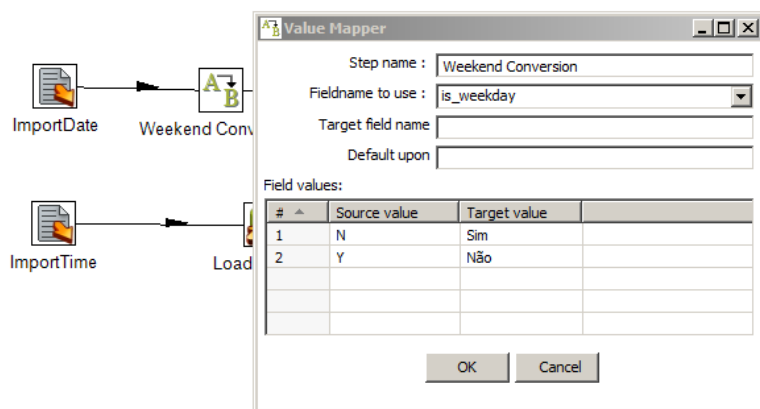 Value Mapper
Step name : Weekend Conversion
Fieldname to use : is_weekday
Target field name
Default upon
Field values:
# Source value Target value
1 N Sim
2 Y Não
OK Cancel
A B
ImportDate
Weekend Conv
ImportTime
Load